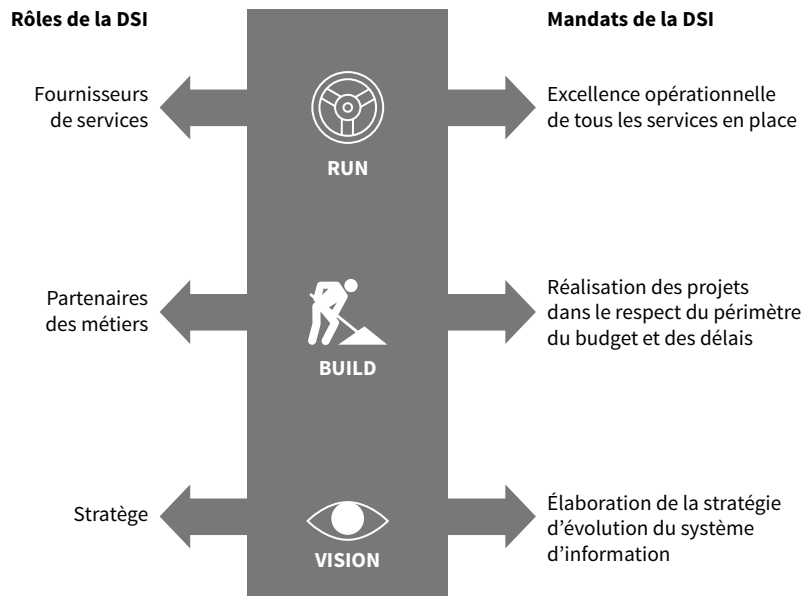 Rôles de la DSI
Mandats de la DSI
Fournisseurs
de services
RUN
Excellence opérationnelle
de tous les services en place
Partenaires
des métiers
BUILD
Réalisation des projets
dans le respect du périmètre
du budget et des délais
Stratège
VISION
Élaboration de la stratégie
d’évolution du système
d’information